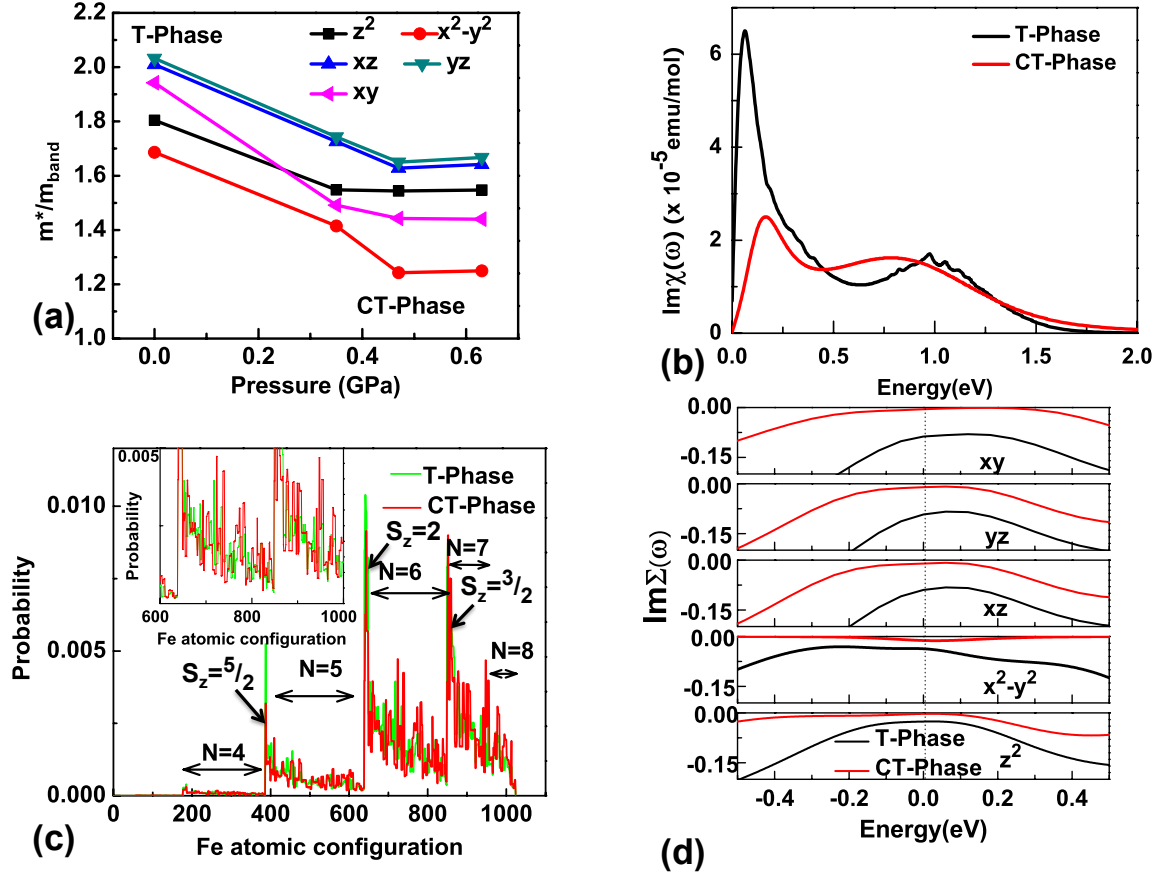 T-Phase
z²
x²-y²
xz
yz
xy
2.2
2.0
1.8
1.6
1.4
1.2
1.0
m*/m_band
CT-Phase
(a)
0.0 0.2 0.4 0.6
Pressure (GPa)
T-Phase
CT-Phase
6
4
2
0
Imχ(ω) (x 10⁻⁵emu/mol)
0.0 0.5 1.0 1.5 2.0
(b)
Energy(eV)
0.005
Probability
600 800 1000
Fe atomic configuration
T-Phase
CT-Phase
0.010
0.005
0.000
Probability
S_z=2
N=7
N=6
S_z=³/₂
N=5
N=8
S_z=⁵/₂
N=4
0 200 400 600 800 1000
(c)
Fe atomic configuration
0.00
-0.15
xy
0.00
-0.15
yz
0.00
-0.15
xz
0.00
-0.15
x²-y²
0.00
-0.15
T-Phase
CT-Phase
z²
ImΣ(ω)
-0.4 -0.2 0.0 0.2 0.4
Energy(eV)
(d)